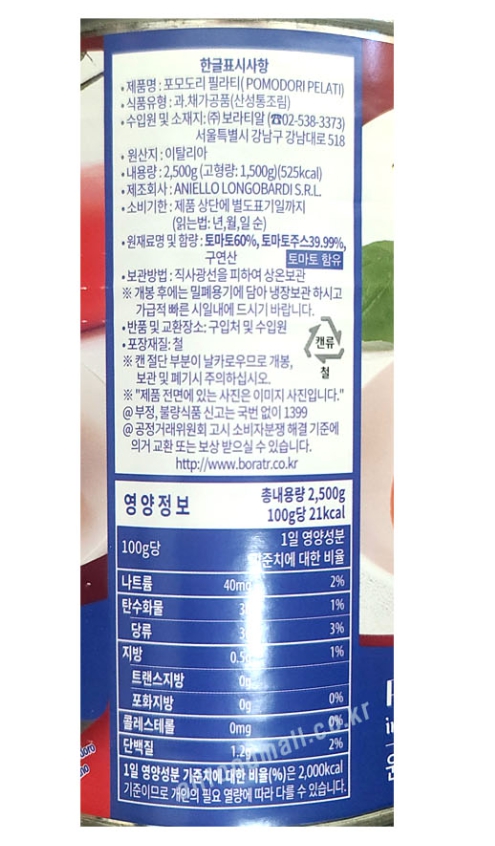 한글표시사항
• 제품명 : 포모도리 필라티( POMODORI PELATI)
• 식품유형 : 과.채가공품(산성통조림)
• 수입원 및 소재지: ㈜보라티알 (☎02-538-3373)
서울특별시 강남구 강남대로 518
• 원산지 : 이탈리아
• 내용량 : 2,500g (고형량: 1,500g)(525kcal)
• 제조회사 : ANIELLO LONGOBARDI S.R.L.
• 소비기한 : 제품 상단에 별도표기일까지
(읽는법: 년,월,일 순)
• 원재료명 및 함량 : 토마토60%, 토마토주스39.99%,
구연산
토마토 함유
• 보관방법 : 직사광선을 피하여 상온보관
※ 개봉 후에는 밀폐용기에 담아 냉장보관 하시고
가급적 빠른 시일내에 드시기 바랍니다.
• 반품 및 교환장소: 구입처 및 수입원
• 포장재질: 철
캔류
철
※ 캔 절단 부분이 날카로우므로 개봉,
보관 및 폐기시 주의하십시오.
※ "제품 전면에 있는 사진은 이미지 사진입니다."
@ 부정, 불량식품 신고는 국번 없이 1399
@ 공정거래위원회 고시 소비자분쟁 해결 기준에
의거 교환 또는 보상 받으실 수 있습니다.
http://www.boratr.co.kr
영양정보
총내용량 2,500g
100g당 21kcal
100g당
1일 영양성분
기준치에 대한 비율
나트륨 40mg 2%
탄수화물 3g 1%
당류 3g 3%
지방 0.5g 1%
트랜스지방 0g
포화지방 0g 0%
콜레스테롤 0mg 0%
단백질 1.2g 2%
1일 영양성분 기준치에 대한 비율(%)은 2,000kcal
기준이므로 개인의 필요 열량에 따라 다를 수 있습니다.